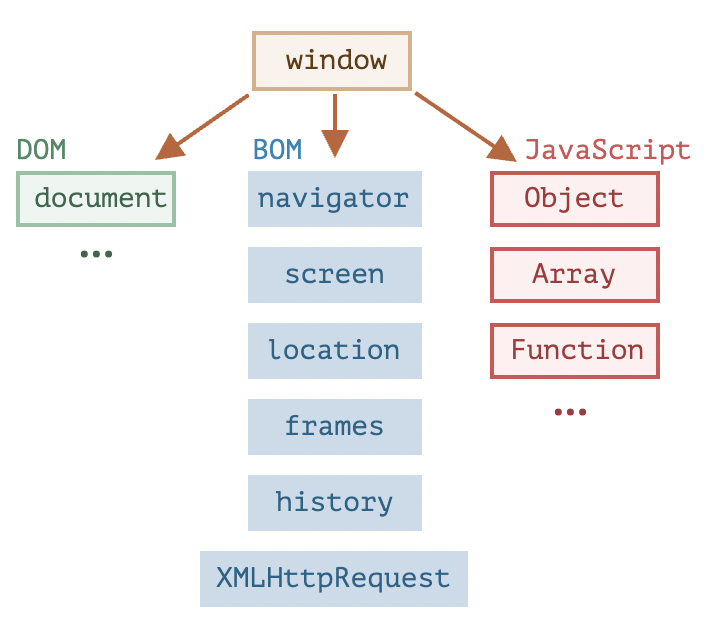 window
DOM
document
...
BOM
navigator
screen
location
frames
history
XMLHttpRequest
JavaScript
Object
Array
Function
...